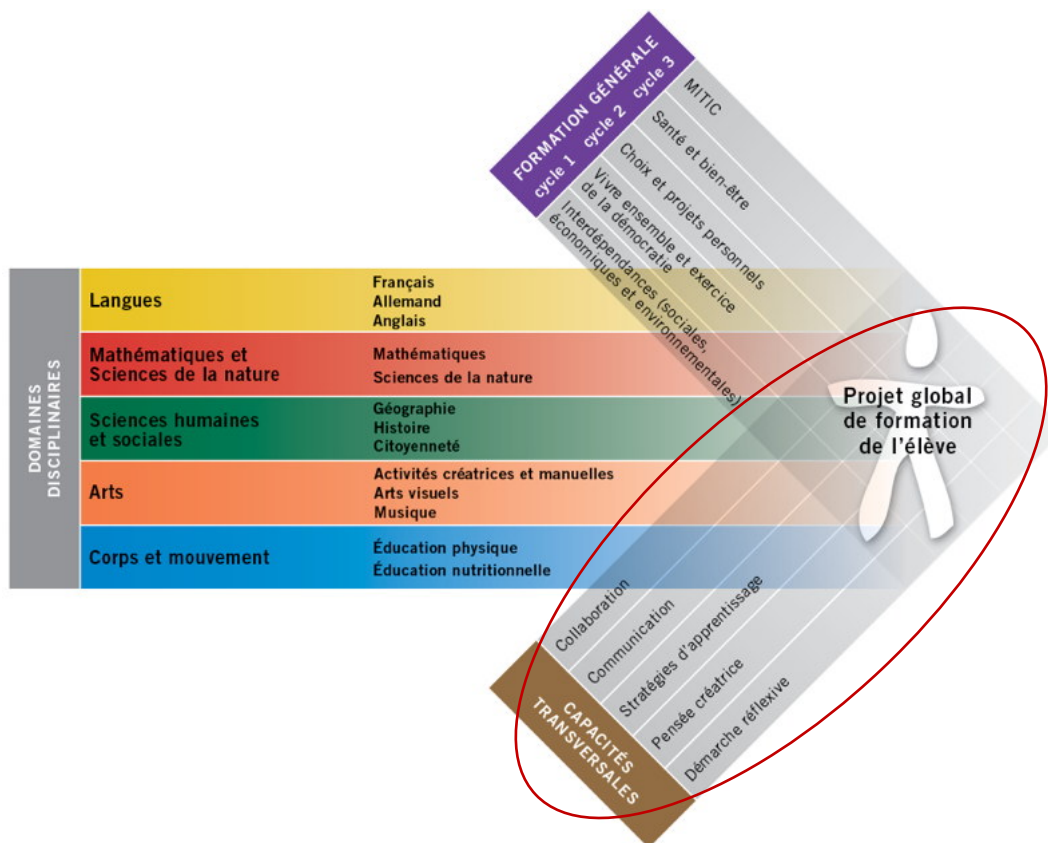 FORMATION GÉNÉRALE
cycle 1 cycle 2 cycle 3
MITIC
Santé et bien-être
Choix et projets personnels
Vivre ensemble et exercice
de la démocratie
Interdépendances (sociales,
économiques et environnementales)
DOMAINES
DISCIPLINAIRES
Langues
Français
Allemand
Anglais
Mathématiques et
Sciences de la nature
Mathématiques
Sciences de la nature
Sciences humaines
et sociales
Géographie
Histoire
Citoyenneté
Arts
Activités créatrices et manuelles
Arts visuels
Musique
Corps et mouvement
Éducation physique
Éducation nutritionnelle
Projet global
de formation
de l'élève
Collaboration
Communication
Stratégies d'apprentissage
Pensée créatrice
Démarche réflexive
CAPACITÉS
TRANSVERSALES